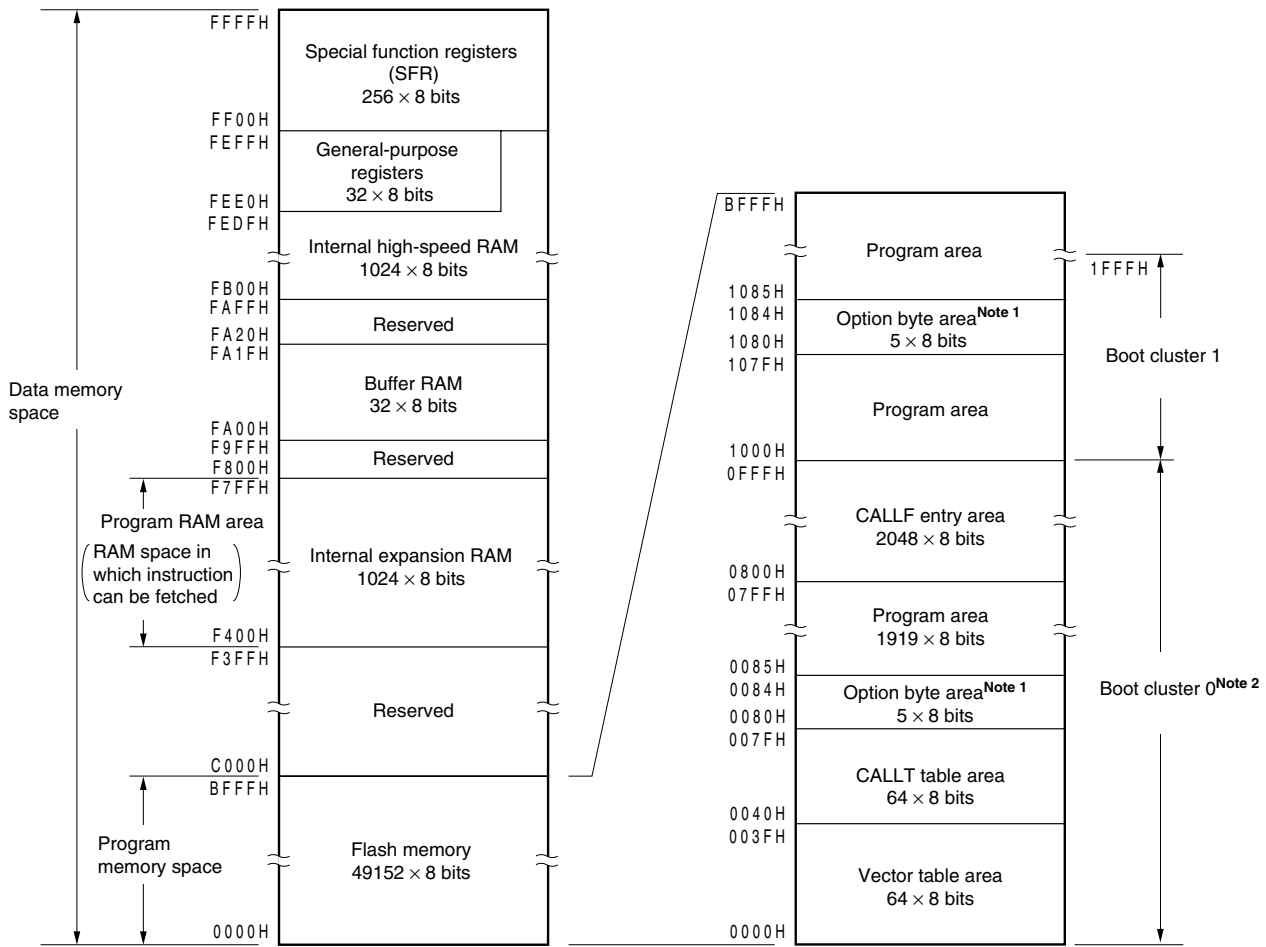 FFFFH
Special function registers
(SFR)
256 × 8 bits
FF00H
FEFFH
General-purpose
registers
32 × 8 bits
FEE0H
FEDFH
Internal high-speed RAM
1024 × 8 bits
FB00H
FAFFH
Reserved
FA20H
FA1FH
Buffer RAM
32 × 8 bits
FA00H
F9FFH
Reserved
F800H
F7FFH
Data memory
space
Program RAM area
RAM space in
which instruction
can be fetched
Internal expansion RAM
1024 × 8 bits
F400H
F3FFH
Reserved
C000H
BFFFH
Program
memory space
Flash memory
49152 × 8 bits
0000H
BFFFH
Program area
1FFFH
1085H
1084H
Option byte area Note 1
5 × 8 bits
1080H
107FH
Boot cluster 1
Program area
1000H
0FFFH
CALLF entry area
2048 × 8 bits
0800H
07FFH
Program area
1919 × 8 bits
0085H
0084H
Option byte area Note 1
5 × 8 bits
Boot cluster 0 Note 2
0080H
007FH
CALLT table area
64 × 8 bits
0040H
003FH
Vector table area
64 × 8 bits
0000H